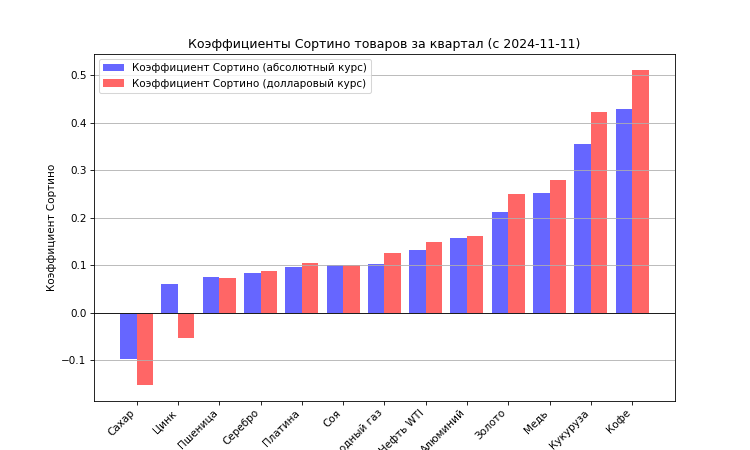 Коэффициенты Сортино товаров за квартал (с 2024-11-11)
Коэффициент Сортино (абсолютный курс)
Коэффициент Сортино (долларовый курс)
Коэффициент Сортино
0.5
0.4
0.3
0.2
0.1
0.0
−0.1
Сахар
Цинк
Пшеница
Серебро
Платина
Соя
газ
Нефть WTI
Алюминий
Золото
Медь
Кукуруза
Кофе